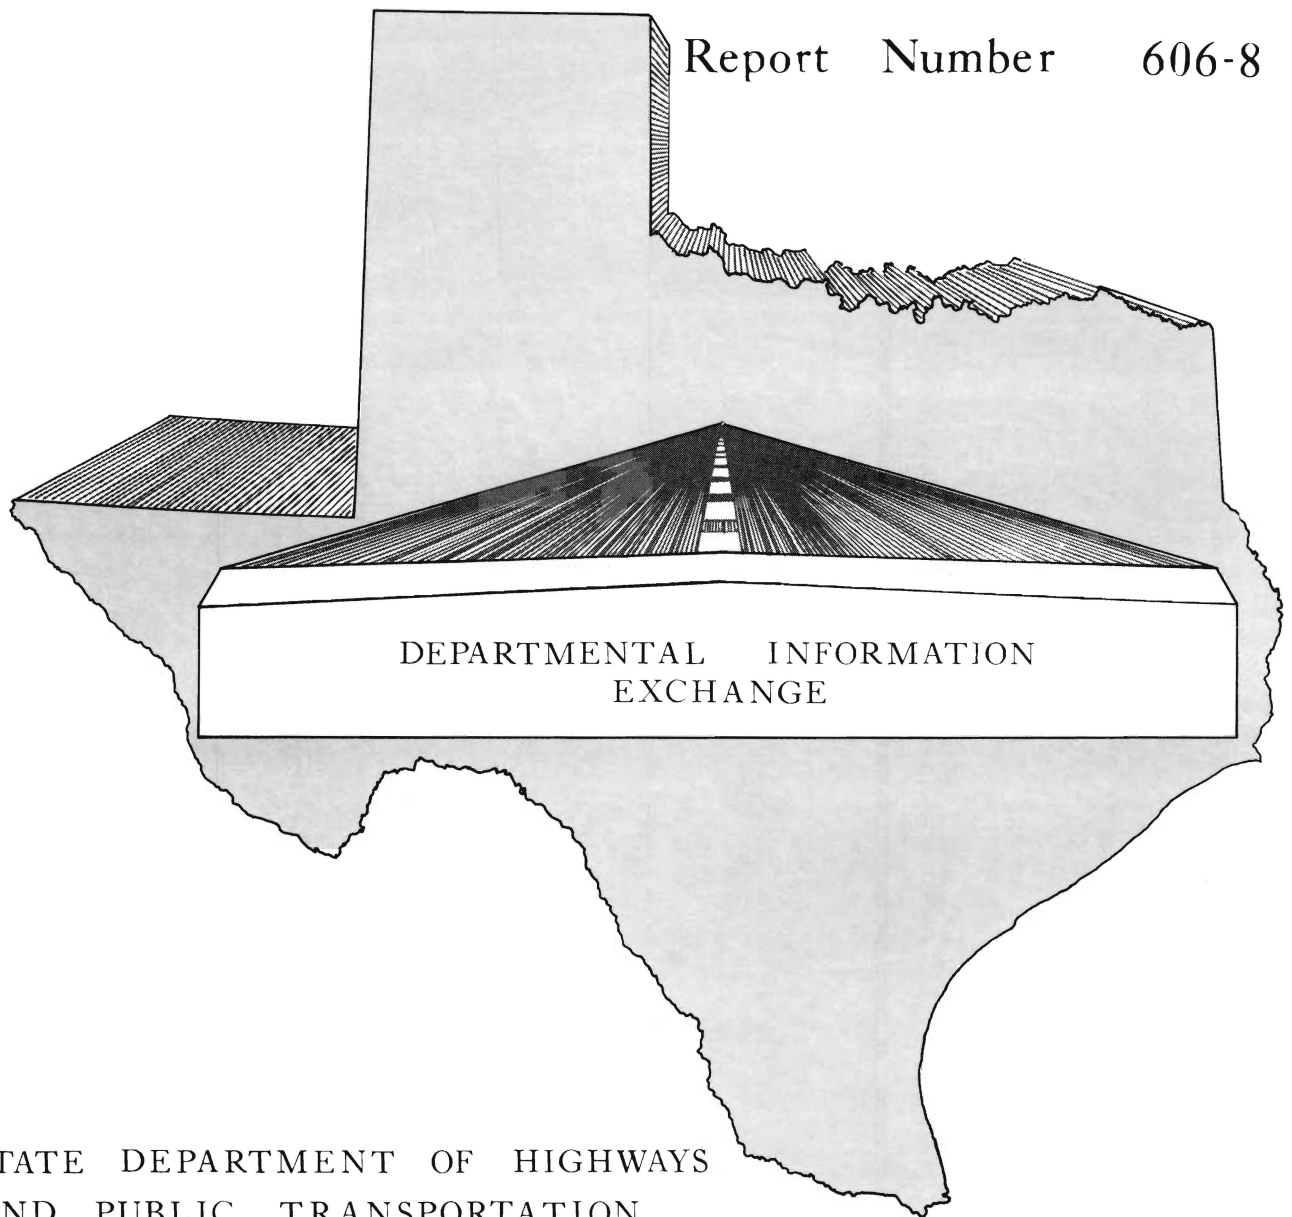 Report Number 606-8
DEPARTMENTAL INFORMATION
EXCHANGE
TATE DEPARTMENT OF HIGHWAYS
ND PUBLIC TRANSPORTATION